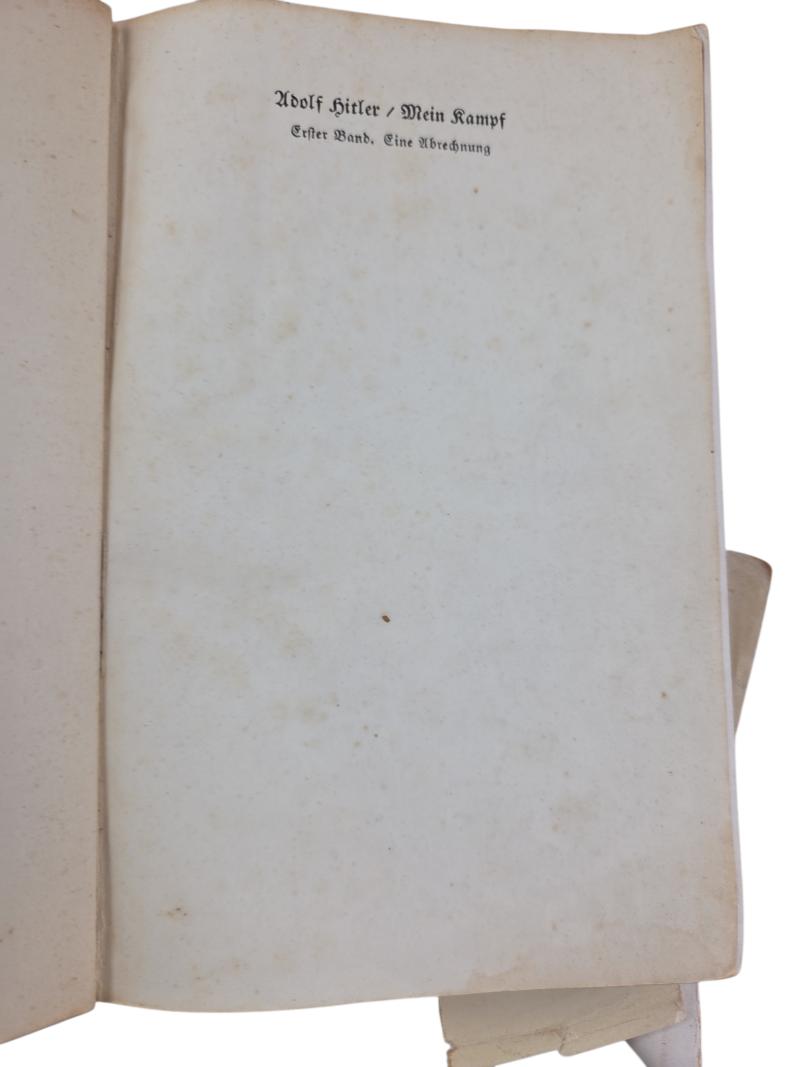 Adolf Hitler / Mein Kampf
Erster Band. Eine Abrechnung